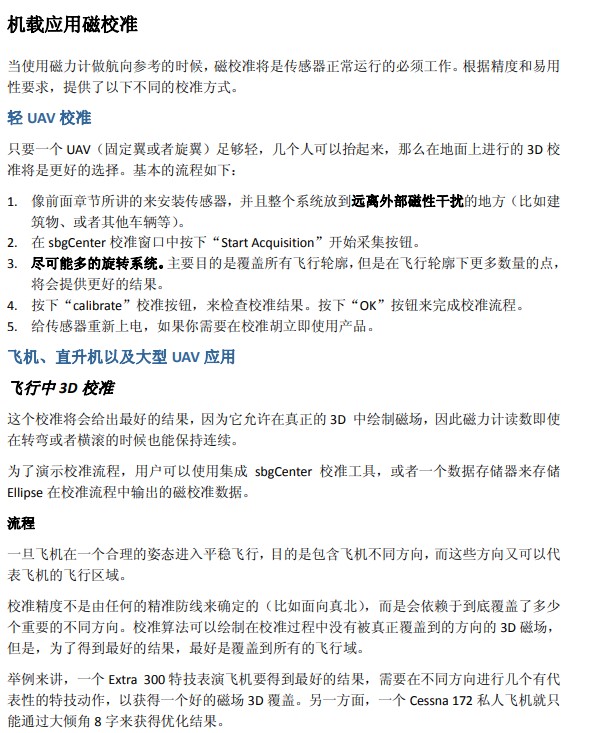 机载应用磁校准
当使用磁力计做航向参考的时候，磁校准将是传感器正常运行的必须工作。根据精度和易用
性要求，提供了以下不同的校准方式。
轻 UAV 校准
只要一个 UAV（固定翼或者旋翼）足够轻，几个人可以抬起来，那么在地面上进行的 3D 校
准将是更好的选择。基本的流程如下：
1. 像前面章节所讲的来安装传感器，并且整个系统放到远离外部磁性干扰的地方（比如建
筑物、或者其他车辆等）。
2. 在 sbgCenter 校准窗口中按下“Start Acquisition”开始采集按钮。
3. 尽可能多的旋转系统。主要目的是覆盖所有飞行轮廓，但是在飞行轮廓下更多数量的点，
将会提供更好的结果。
4. 按下“calibrate”校准按钮，来检查校准结果。按下“OK”按钮来完成校准流程。
5. 给传感器重新上电，如果你需要在校准胡立即使用产品。
飞机、直升机以及大型 UAV 应用
飞行中 3D 校准
这个校准将会给出最好的结果，因为它允许在真正的 3D 中绘制磁场，因此磁力计读数即使
在转弯或者横滚的时候也能保持连续。
为了演示校准流程，用户可以使用集成 sbgCenter 校准工具，或者一个数据存储器来存储
Ellipse 在校准流程中输出的磁校准数据。
流程
一旦飞机在一个合理的姿态进入平稳飞行，目的是包含飞机不同方向，而这些方向又可以代
表飞机的飞行区域。
校准精度不是由任何的精准防线来确定的（比如面向真北），而是会依赖于到底覆盖了多少
个重要的不同方向。校准算法可以绘制在校准过程中没有被真正覆盖到的方向的 3D 磁场，
但是，为了得到最好的结果，最好是覆盖到所有的飞行域。
举例来讲，一个 Extra 300 特技表演飞机要得到最好的结果，需要在不同方向进行几个有代
表性的特技动作，以获得一个好的磁场 3D 覆盖。另一方面，一个 Cessna 172 私人飞机就只
能通过大倾角 8 字来获得优化结果。